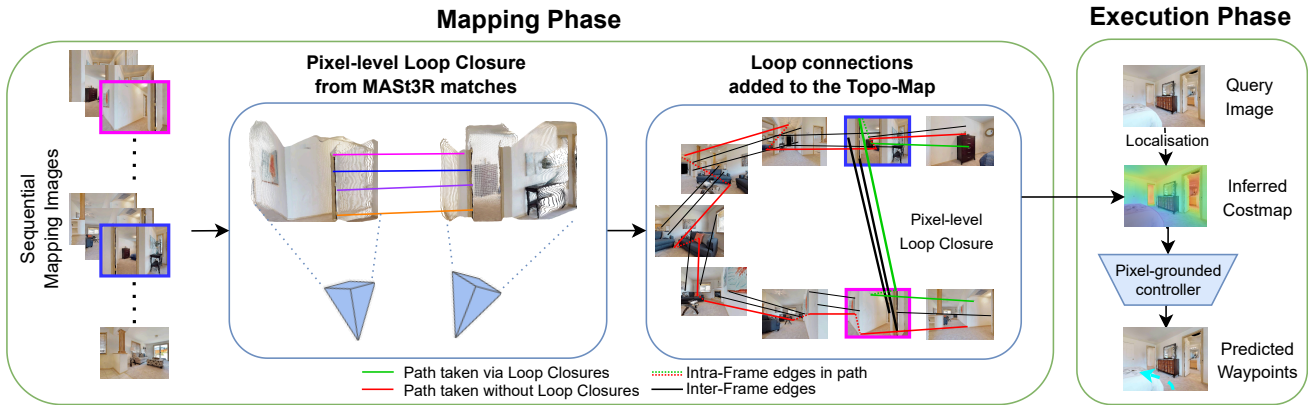 Mapping Phase
Execution Phase
Sequential
Mapping Images
Pixel-level Loop Closure
from MASt3R matches
Loop connections
added to the Topo-Map
Pixel-level
Loop Closure
Path taken via Loop Closures
Path taken without Loop Closures
Intra-Frame edges in path
Inter-Frame edges
Query
Image
Localisation
Inferred
Costmap
Pixel-grounded
controller
Predicted
Waypoints